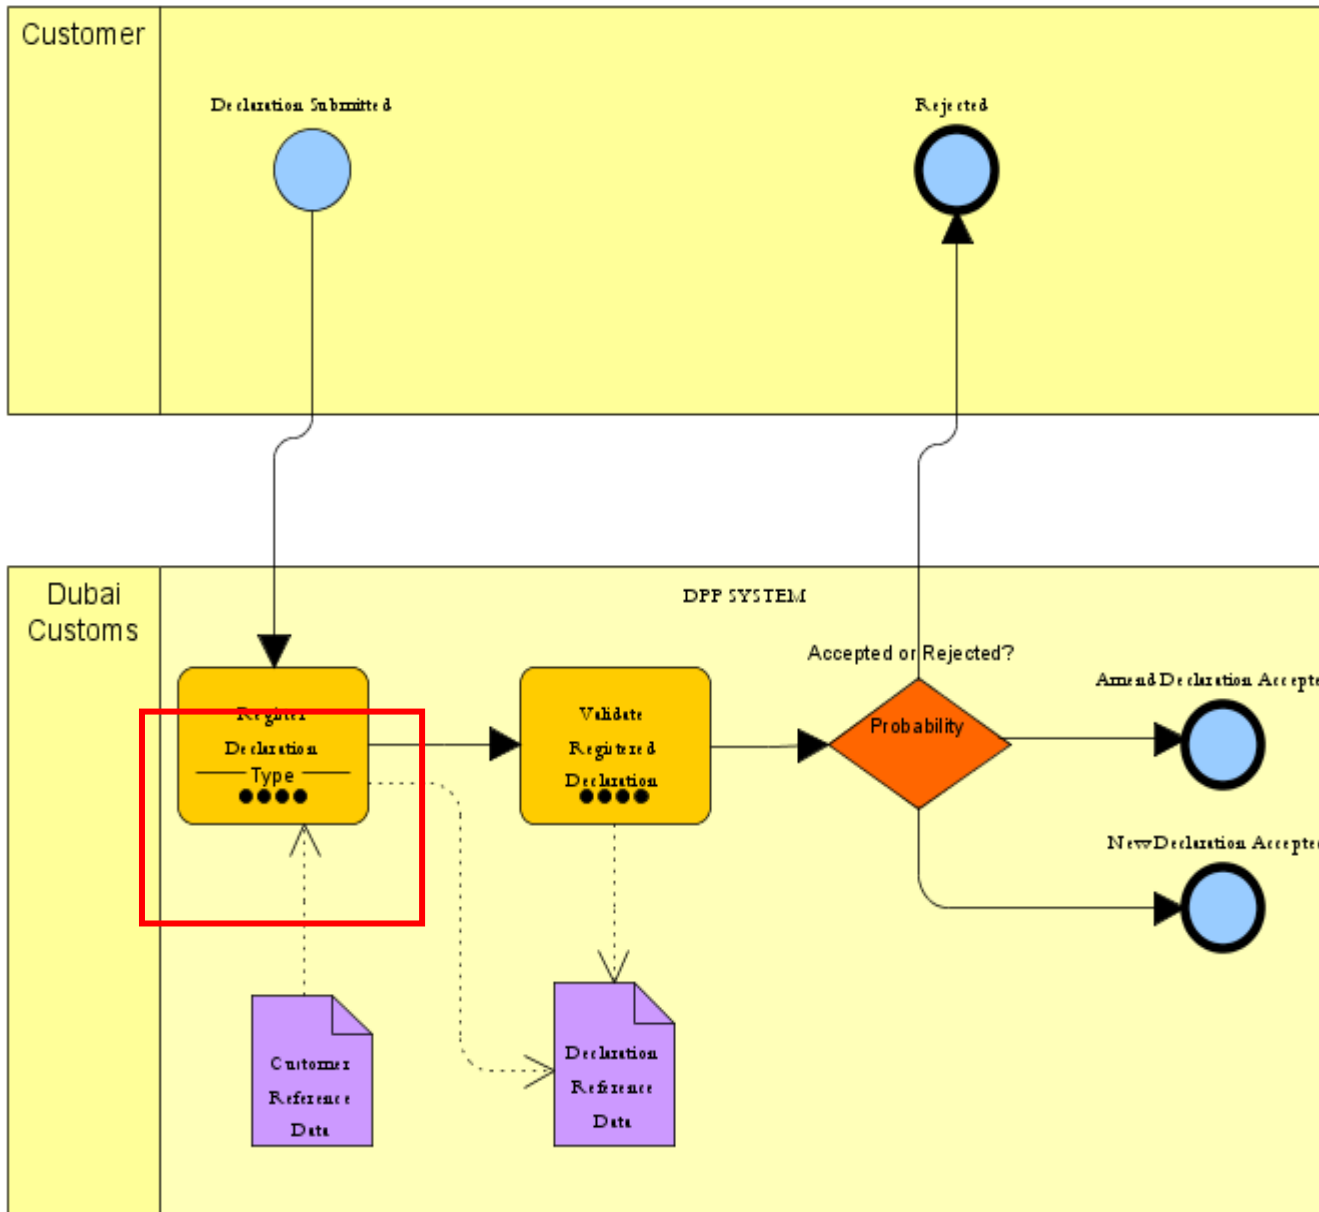 Customer
Declaration Submitted
Rejected
Dubai
Customs
DPP SYSTEM
Accepted or Rejected?
Register
Declaration
Type
Validate
Registered
Declaration
Probability
Amend Declaration Accepte
New Declaration Accepte
Customer
Reference
Data
Declaration
Reference
Data